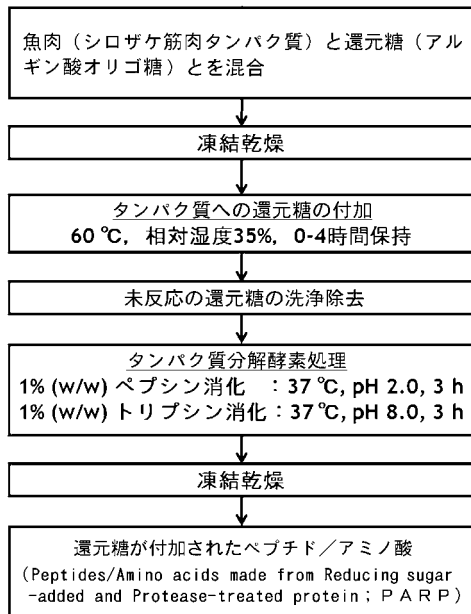 魚肉（シロザケ筋肉タンパク質）と還元糖（アル
ギン酸オリゴ糖）とを混合
凍結乾燥
タンパク質への還元糖の付加
60 ℃, 相対湿度35%, 0-4時間保持
未反応の還元糖の洗浄除去
タンパク質分解酵素処理
1% (w/w) ペプシン消化 ：37 ℃, pH 2.0, 3 h
1% (w/w) トリプシン消化：37 ℃, pH 8.0, 3 h
凍結乾燥
還元糖が付加されたペプチド／アミノ酸
(Peptides/Amino acids made from Reducing sugar
-added and Protease-treated protein；ＰＡＲＰ)